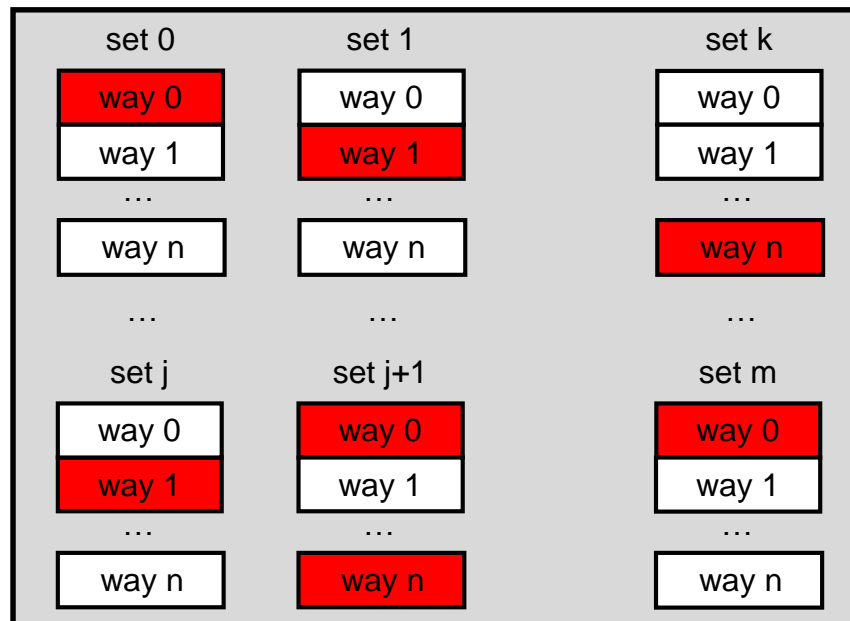 set 0 set 1 set k
way 0 way 0 way 0
way 1 way 1 way 1
... ... ...
way n way n way n
... ... ...
set j set j+1 set m
way 0 way 0 way 0
way 1 way 1 way 1
... ... ...
way n way n way n